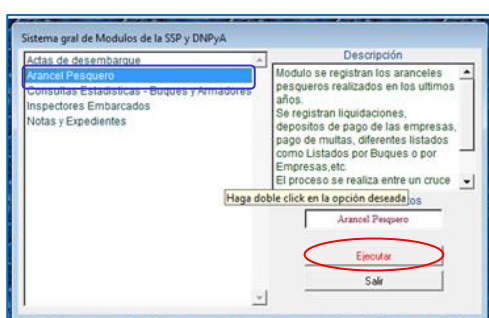 Sistema gral de Modulos de la SSP y DNPyA
Actas de desembarque
Arancel Pesquero
Consultas Estadisticas - Buques y Armadores
Inspectores Embarcados
Notas y Expedientes
Descripción
Modulo se registran los aranceles
pesqueros realizados en los ultimos
años.
Se registran liquidaciones,
depositos de pago de las empresas,
pago de multas, diferentes listados
como Listados por Buques o por
Empresas,etc.
El proceso se realiza entre un cruce
Haga doble click en la opción deseada
os
Arancel Pesquero
Ejecutar
Salir